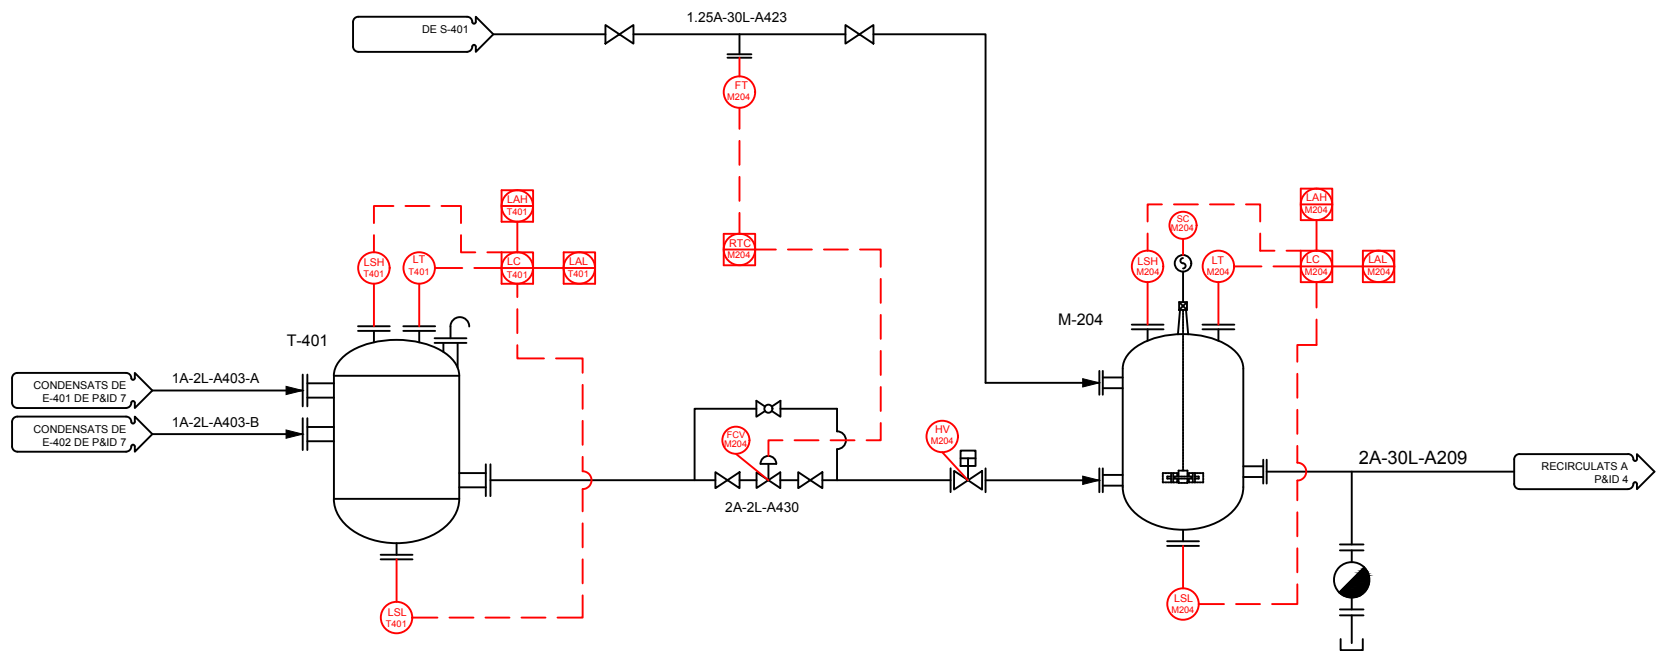 DE S-401
1.25A-30L-A423
FT
M204
LAH
T401
LAH
M204
SC
M204
RTC
M204
LSH
T401
LT
T401
LC
T401
LAL
T401
LSH
M204
LT
M204
LC
M204
LAL
M204
T-401
M-204
CONDENSATS DE
E-401 DE P&ID 7
1A-2L-A403-A
CONDENSATS DE
E-402 DE P&ID 7
1A-2L-A403-B
FCV
M204
HV
M204
2A-2L-A430
2A-30L-A209
RECIRCULATS A
P&ID 4
LSL
T401
LSL
M204